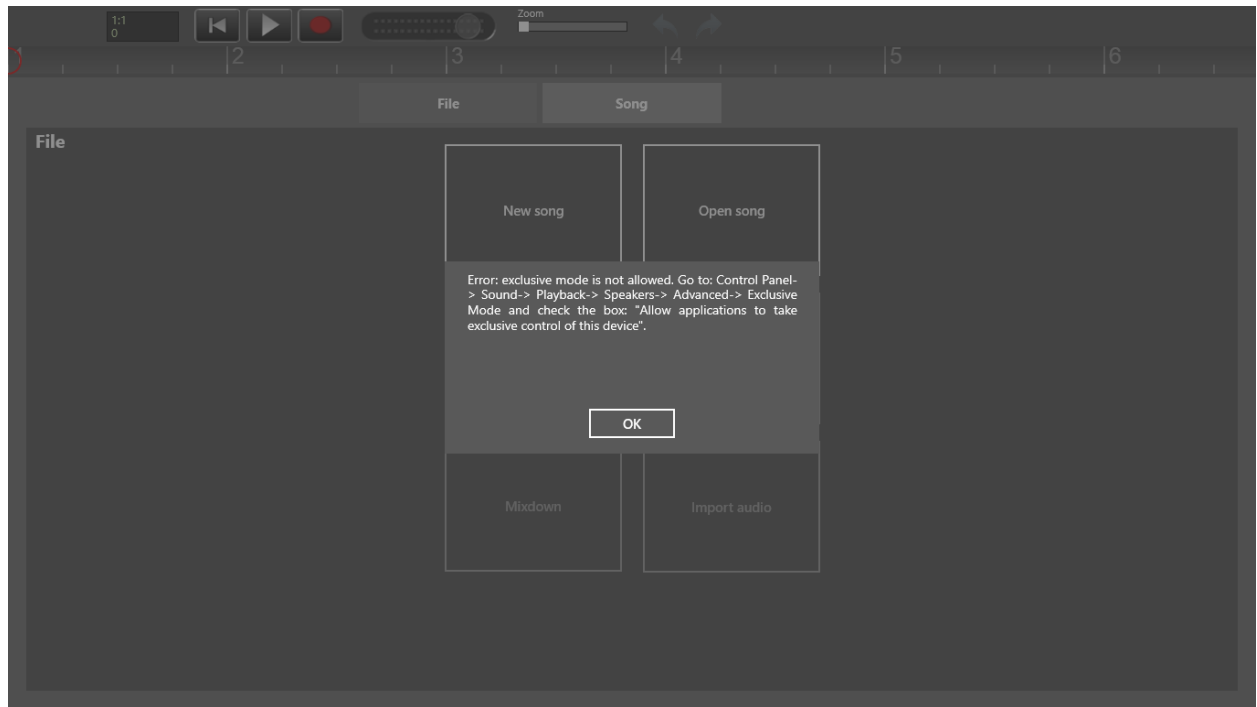 1:1
0
Zoom
2 3 4 5 6
File Song
File
New song Open song
Error: exclusive mode is not allowed. Go to: Control Panel-
> Sound-> Playback-> Speakers-> Advanced-> Exclusive
Mode and check the box: "Allow applications to take
exclusive control of this device".
OK
Mixdown Import audio